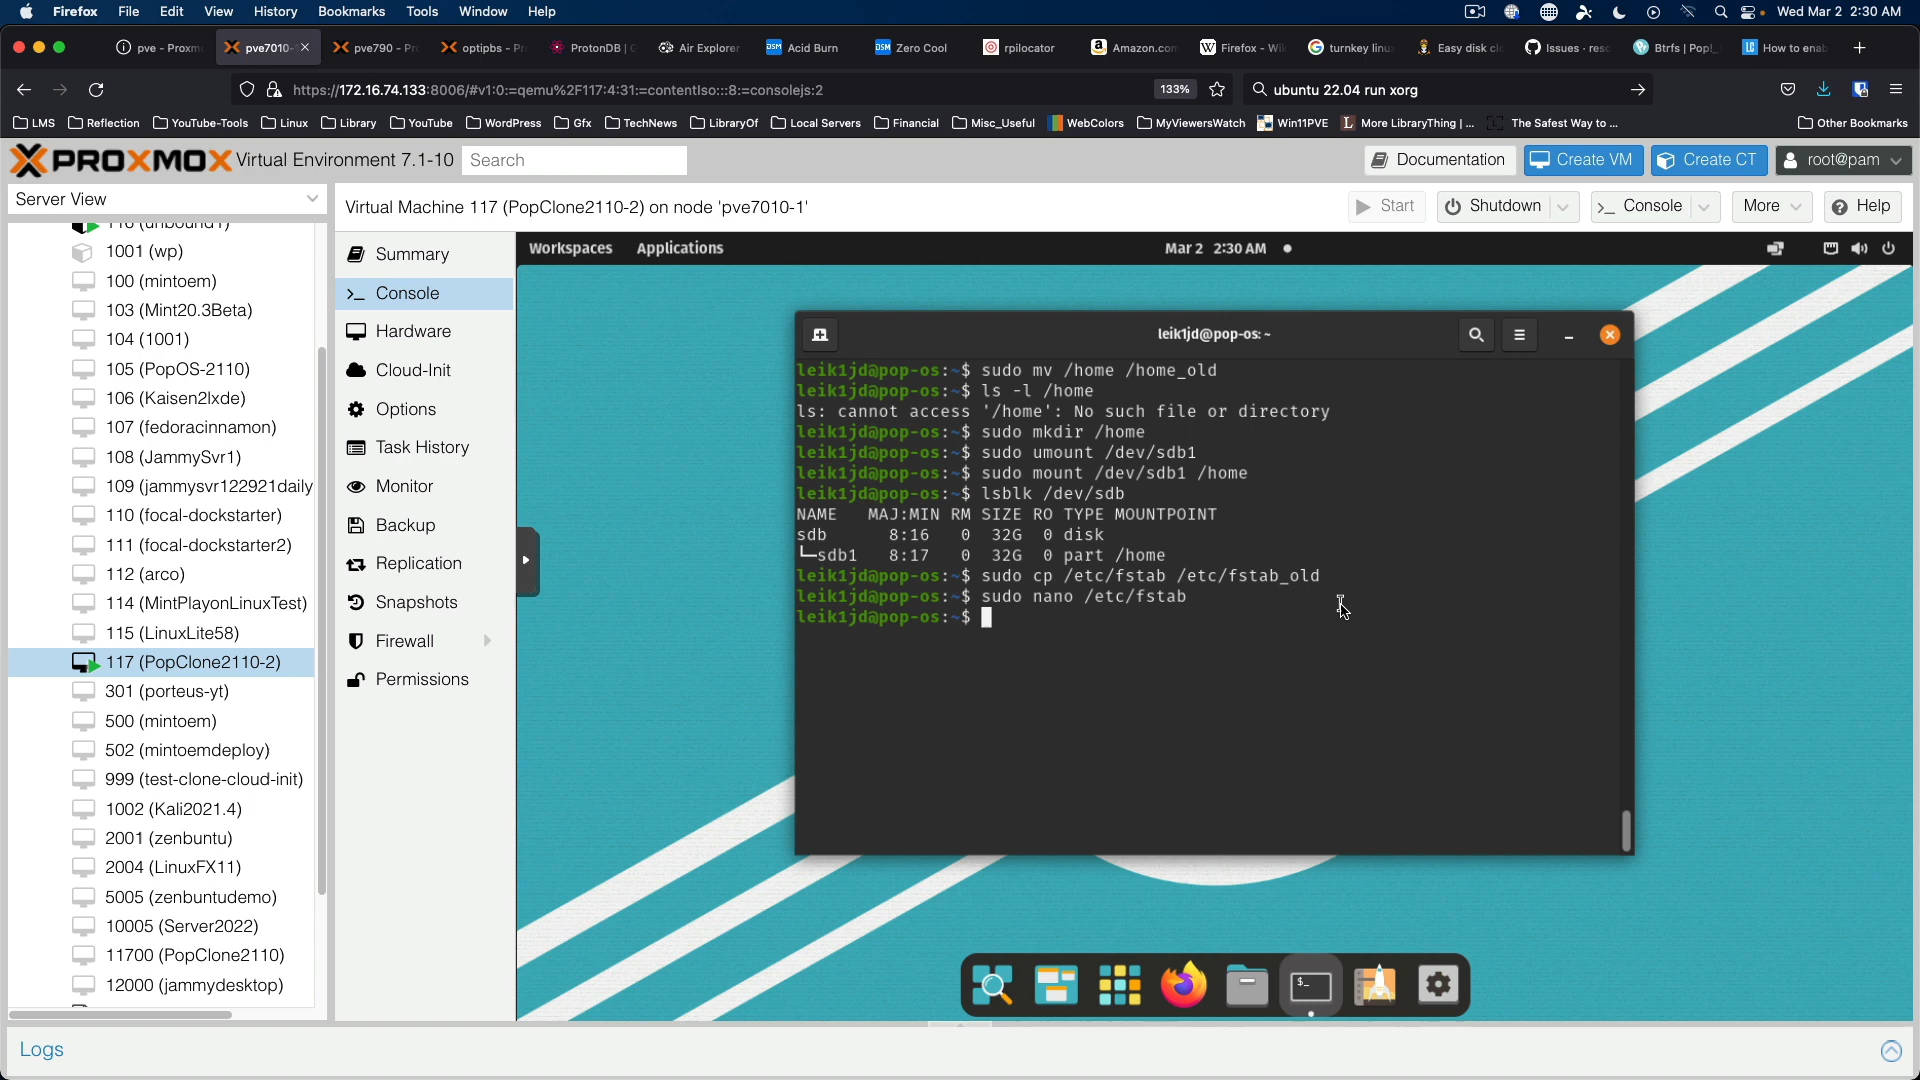 Firefox File Edit View History Bookmarks Tools Window Help Wed Mar 2 2:30 AM
pve - Proxm pve7010- pve790 - Pr optipbs - Pr ProtonDB | G Air Explorer DSM Acid Burn DSM Zero Cool rpilocator Amazon.com Firefox - Wik turnkey linu Easy disk cl Issues · resc Btrfs | Pop!_ LC How to enab
https://172.16.74.133:8006/#v1:0:=qemu%2F117:4:31:=contentIso:::8:=consolejs:2 133% ubuntu 22.04 run xorg
LMS Reflection YouTube-Tools Linux Library YouTube WordPress Gfx TechNews LibraryOf Local Servers Financial Misc_Useful WebColors MyViewersWatch Win11PVE More LibraryThing | ... The Safest Way to ... Other Bookmarks
PROXMOX Virtual Environment 7.1-10 Search Documentation Create VM Create CT root@pam
Server View
Virtual Machine 117 (PopClone2110-2) on node 'pve7010-1' Start Shutdown Console More Help
116 (unbound1)
1001 (wp)
100 (mintoem)
103 (Mint20.3Beta)
104 (1001)
105 (PopOS-2110)
106 (Kaisen2lxde)
107 (fedoracinnamon)
108 (JammySvr1)
109 (jammysvr122921daily
110 (focal-dockstarter)
111 (focal-dockstarter2)
112 (arco)
114 (MintPlayonLinuxTest)
115 (LinuxLite58)
117 (PopClone2110-2)
301 (porteus-yt)
500 (mintoem)
502 (mintoemdeploy)
999 (test-clone-cloud-init)
1002 (Kali2021.4)
2001 (zenbuntu)
2004 (LinuxFX11)
5005 (zenbuntudemo)
10005 (Server2022)
11700 (PopClone2110)
12000 (jammydesktop)
Summary
Console
Hardware
Cloud-Init
Options
Task History
Monitor
Backup
Replication
Snapshots
Firewall
Permissions
Workspaces Applications Mar 2 2:30 AM
leik1jd@pop-os: ~
leik1jd@pop-os:~$ sudo mv /home /home_old
leik1jd@pop-os:~$ ls -l /home
ls: cannot access '/home': No such file or directory
leik1jd@pop-os:~$ sudo mkdir /home
leik1jd@pop-os:~$ sudo umount /dev/sdb1
leik1jd@pop-os:~$ sudo mount /dev/sdb1 /home
leik1jd@pop-os:~$ lsblk /dev/sdb
NAME MAJ:MIN RM SIZE RO TYPE MOUNTPOINT
sdb 8:16 0 32G 0 disk
└─sdb1 8:17 0 32G 0 part /home
leik1jd@pop-os:~$ sudo cp /etc/fstab /etc/fstab_old
leik1jd@pop-os:~$ sudo nano /etc/fstab
leik1jd@pop-os:~$
Logs